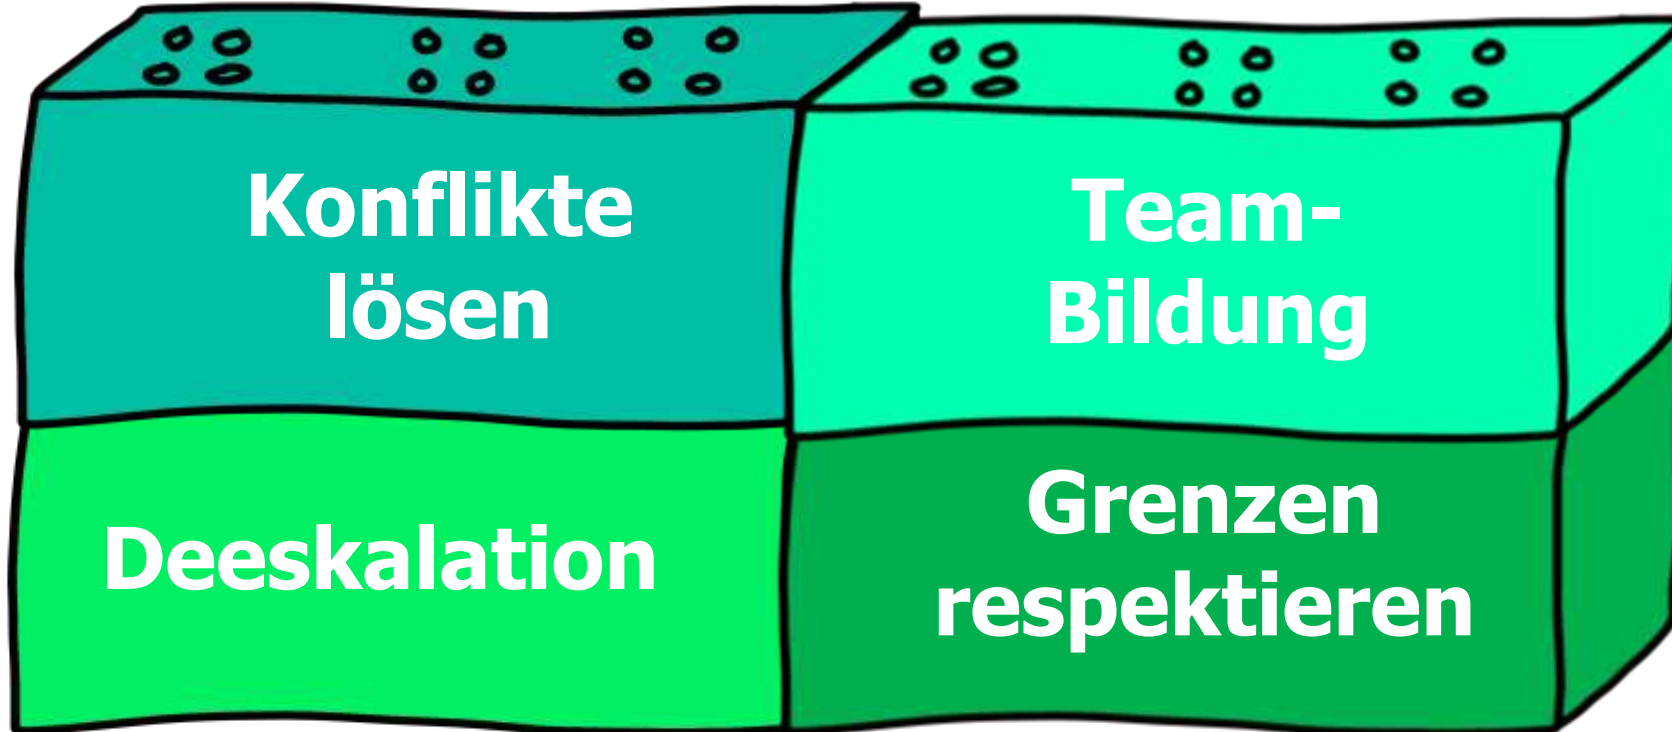 Konflikte
lösen
Team-
Bildung
Deeskalation
Grenzen
respektieren